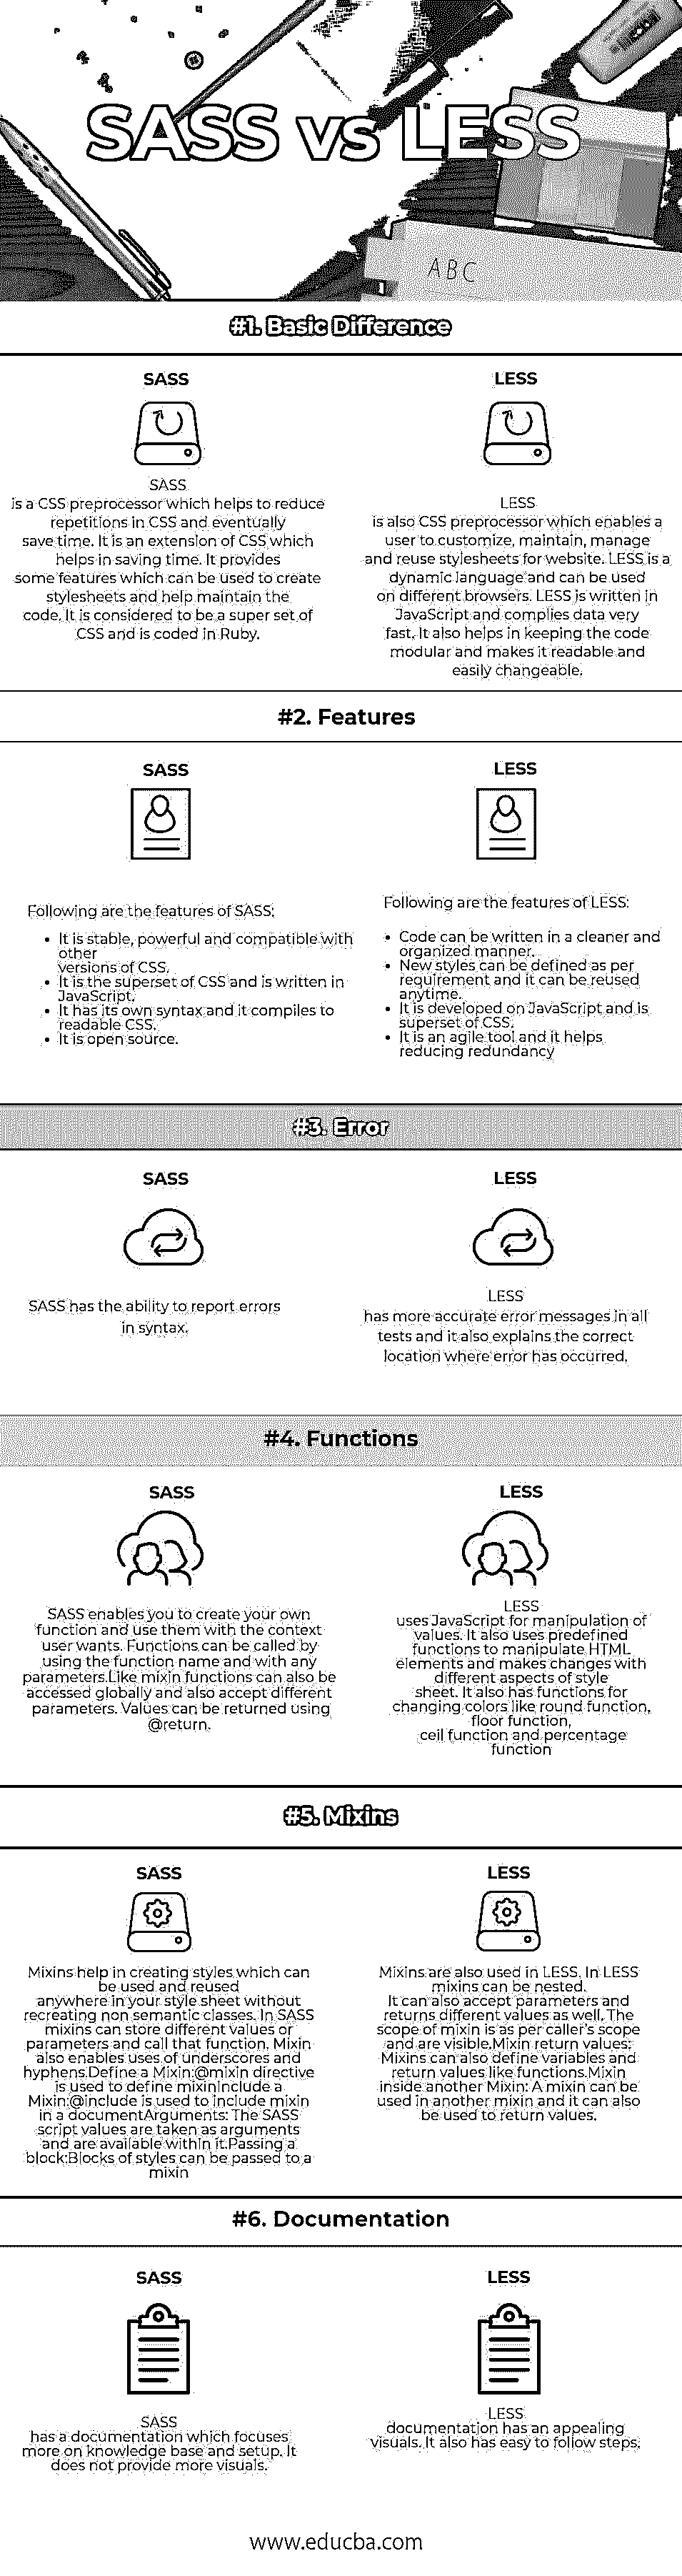 SASS vs LESS
ABC
#1. Basic Difference
SASS
SASS
is a CSS preprocessor which helps to reduce
repetitions in CSS and eventually
save time. It is an extension of CSS which
helps in saving time. It provides
some features which can be used to create
stylesheets and help maintain the
code. It is considered to be a super set of
CSS and is coded in Ruby.
LESS
LESS
is also CSS preprocessor which enables a
user to customize, maintain, manage
and reuse stylesheets for website. LESS is a
dynamic language and can be used
on different browsers. LESS is written in
JavaScript and complies data very
fast. It also helps in keeping the code
modular and makes it readable and
easily changeable.
#2. Features
SASS
Following are the features of SASS:
• It is stable, powerful and compatible with
other
versions of CSS.
• It is the superset of CSS and is written in
JavaScript.
• It has its own syntax and it compiles to
readable CSS.
• It is open source.
LESS
Following are the features of LESS:
• Code can be written in a cleaner and
organized manner.
• New styles can be defined as per
requirement and it can be reused
anytime.
• It is developed on JavaScript and is
superset of CSS.
• It is an agile tool and it helps
reducing redundancy
#3. Error
SASS
SASS has the ability to report errors
in syntax.
LESS
LESS
has more accurate error messages in all
tests and it also explains the correct
location where error has occurred.
#4. Functions
SASS
SASS enables you to create your own
function and use them with the context
user wants. Functions can be called by
using the function name and with any
parameters.Like mixin functions can also be
accessed globally and also accept different
parameters. Values can be returned using
@return.
LESS
LESS
uses JavaScript for manipulation of
values. It also uses predefined
functions to manipulate HTML
elements and makes changes with
different aspects of style
sheet. It also has functions for
changing colors like round function,
floor function,
ceil function and percentage
function
#5. Mixins
SASS
Mixins help in creating styles which can
be used and reused
anywhere in your style sheet without
recreating non semantic classes. In SASS
mixins can store different values or
parameters and call that function. Mixin
also enables uses of underscores and
hyphens.Define a Mixin:@mixin directive
is used to define mixinInclude a
Mixin:@include is used to include mixin
in a documentArguments: The SASS
script values are taken as arguments
and are available within it.Passing a
block:Blocks of styles can be passed to a
mixin
LESS
Mixins are also used in LESS. In LESS
mixins can be nested.
It can also accept parameters and
returns different values as well. The
scope of mixin is as per caller's scope
and are visible.Mixin return values:
Mixins can also define variables and
return values like functions.Mixin
inside another Mixin: A mixin can be
used in another mixin and it can also
be used to return values.
#6. Documentation
SASS
SASS
has a documentation which focuses
more on knowledge base and setup. It
does not provide more visuals.
LESS
LESS
documentation has an appealing
visuals. It also has easy to follow steps.
www.educba.com